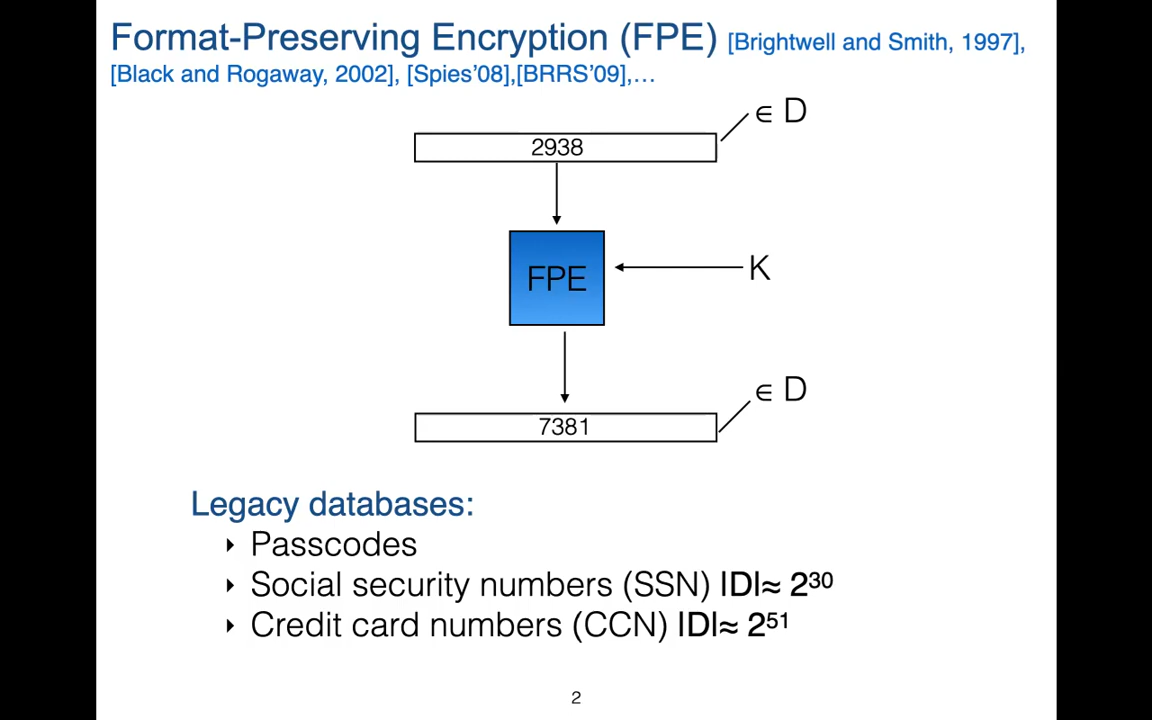 Format-Preserving Encryption (FPE) [Brightwell and Smith, 1997],
[Black and Rogaway, 2002], [Spies'08],[BRRS'09],…
∈ D
2938
FPE
K
∈ D
7381
Legacy databases:
‣ Passcodes
‣ Social security numbers (SSN) |D|≈ 2³⁰
‣ Credit card numbers (CCN) |D|≈ 2⁵¹
2